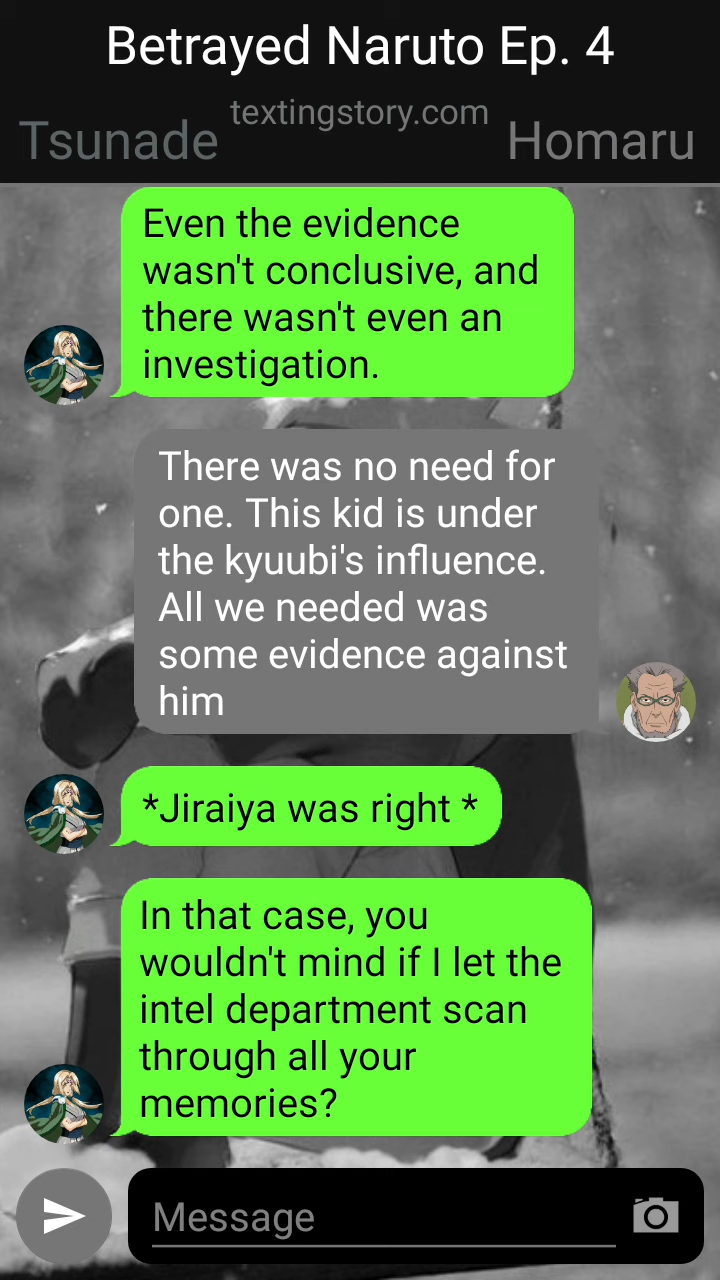 Betrayed Naruto Ep. 4
textingstory.com
Tsunade
Homaru
Even the evidence
wasn't conclusive, and
there wasn't even an
investigation.
There was no need for
one. This kid is under
the kyuubi's influence.
All we needed was
some evidence against
him
*Jiraiya was right *
In that case, you
wouldn't mind if I let the
intel department scan
through all your
memories?
Message